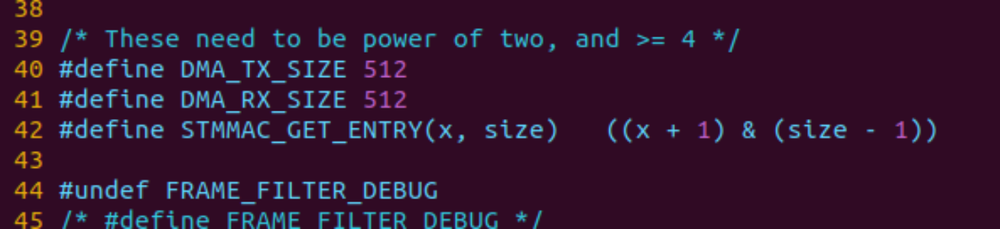 38
39 /* These need to be power of two, and >= 4 */
40 #define DMA_TX_SIZE 512
41 #define DMA_RX_SIZE 512
42 #define STMMAC_GET_ENTRY(x, size)   ((x + 1) & (size - 1))
43
44 #undef FRAME_FILTER_DEBUG
45 /* #define FRAME_FILTER_DEBUG */